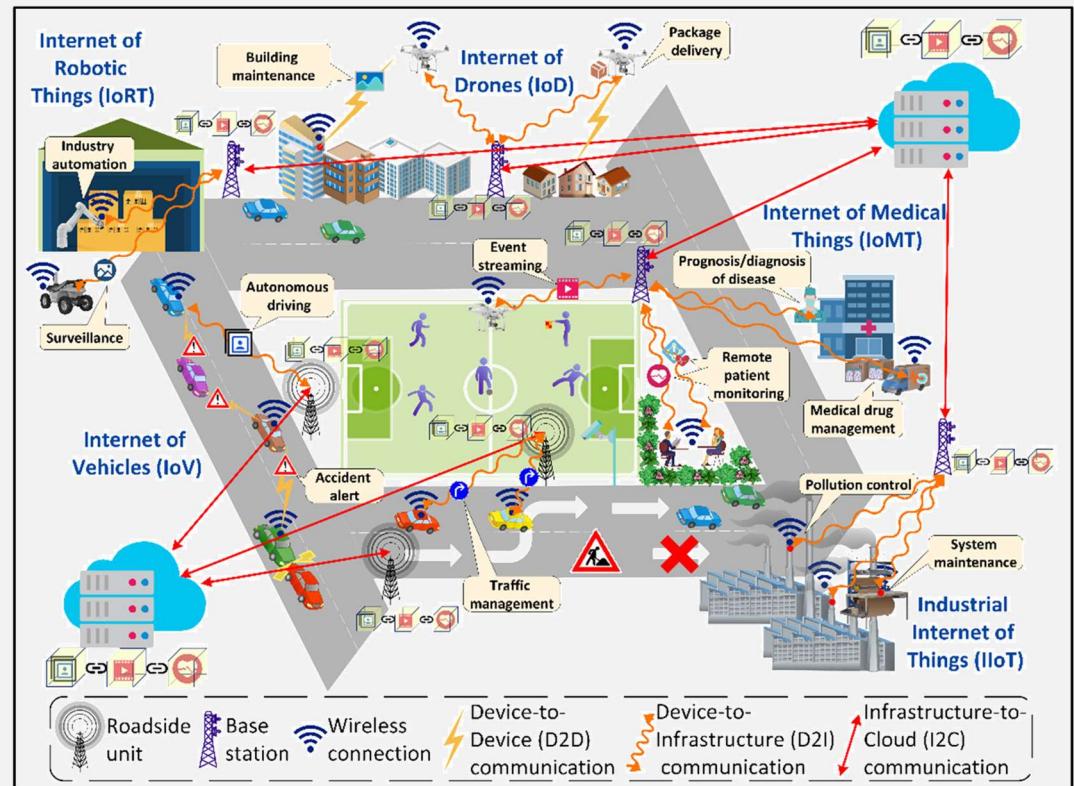 Internet of
Robotic
Things (IoRT)
Building
maintenance
Internet of
Drones (IoD)
Package
delivery
Industry
automation
Internet of Medical
Things (IoMT)
Event
streaming
Prognosis/diagnosis
of disease
Autonomous
driving
Surveillance
Remote
patient
monitoring
Medical drug
management
Internet of
Vehicles (IoV)
Accident
alert
Pollution control
Traffic
management
System
maintenance
Industrial
Internet of
Things (IIoT)
Roadside
unit
Base
station
Wireless
connection
Device-to-
Device (D2D)
communication
Device-to-
Infrastructure (D2I)
communication
Infrastructure-to-
Cloud (I2C)
communication